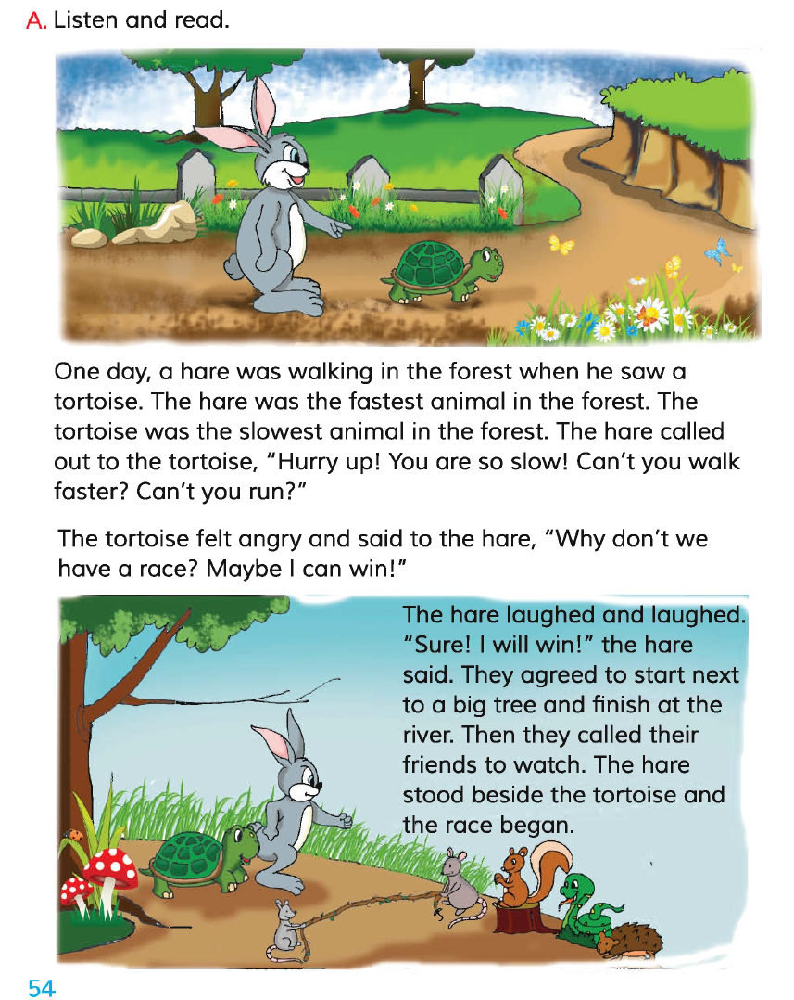 A. Listen and read.
One day, a hare was walking in the forest when he saw a
tortoise. The hare was the fastest animal in the forest. The
tortoise was the slowest animal in the forest. The hare called
out to the tortoise, “Hurry up! You are so slow! Can’t you walk
faster? Can’t you run?”
The tortoise felt angry and said to the hare, “Why don’t we
have a race? Maybe I can win!”
The hare laughed and laughed.
“Sure! I will win!” the hare
said. They agreed to start next
to a big tree and finish at the
river. Then they called their
friends to watch. The hare
stood beside the tortoise and
the race began.
54